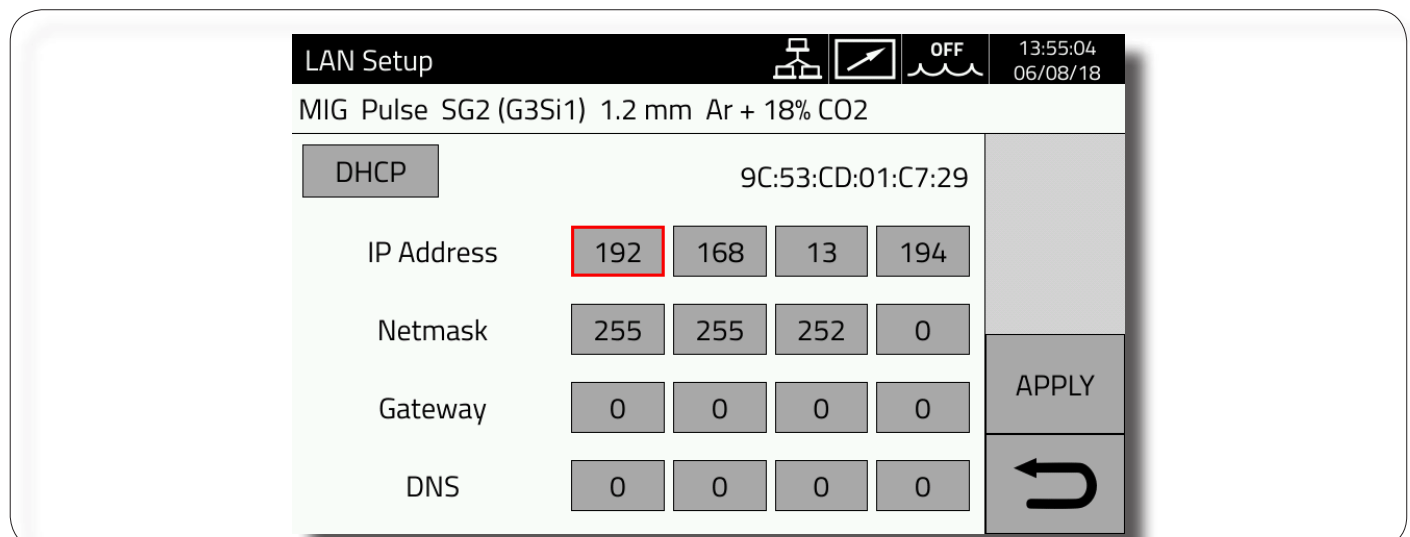 LAN Setup
OFF
13:55:04
06/08/18
MIG Pulse SG2 (G3Si1) 1.2 mm Ar + 18% CO2
DHCP
9C:53:CD:01:C7:29
IP Address 192 168 13 194
Netmask 255 255 252 0
Gateway 0 0 0 0
DNS 0 0 0 0
APPLY